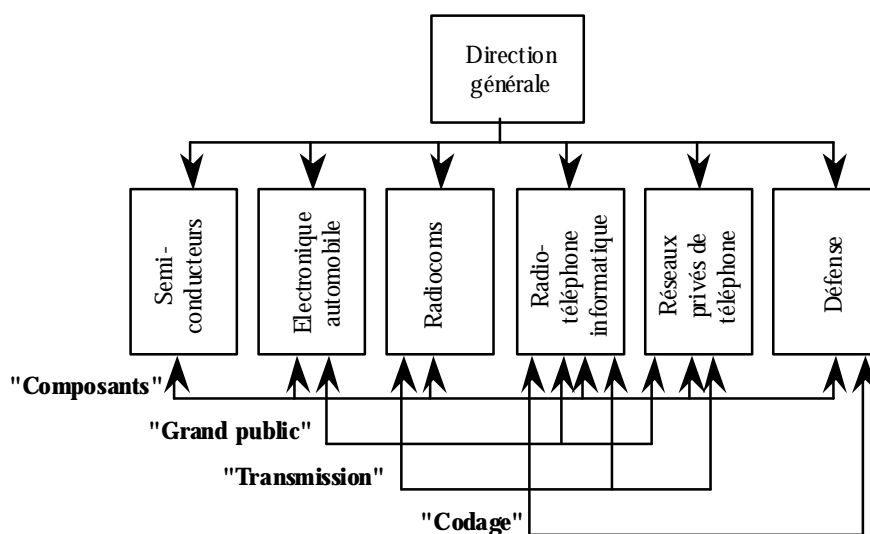 Direction
générale
Semi -
conducteurs
Electronique
automobile
Radiocoms
Radio-
téléphone
informatique
Réseaux
privés de
téléphone
Défense
"Composants"
"Grand public"
"Transmission"
"Codage"